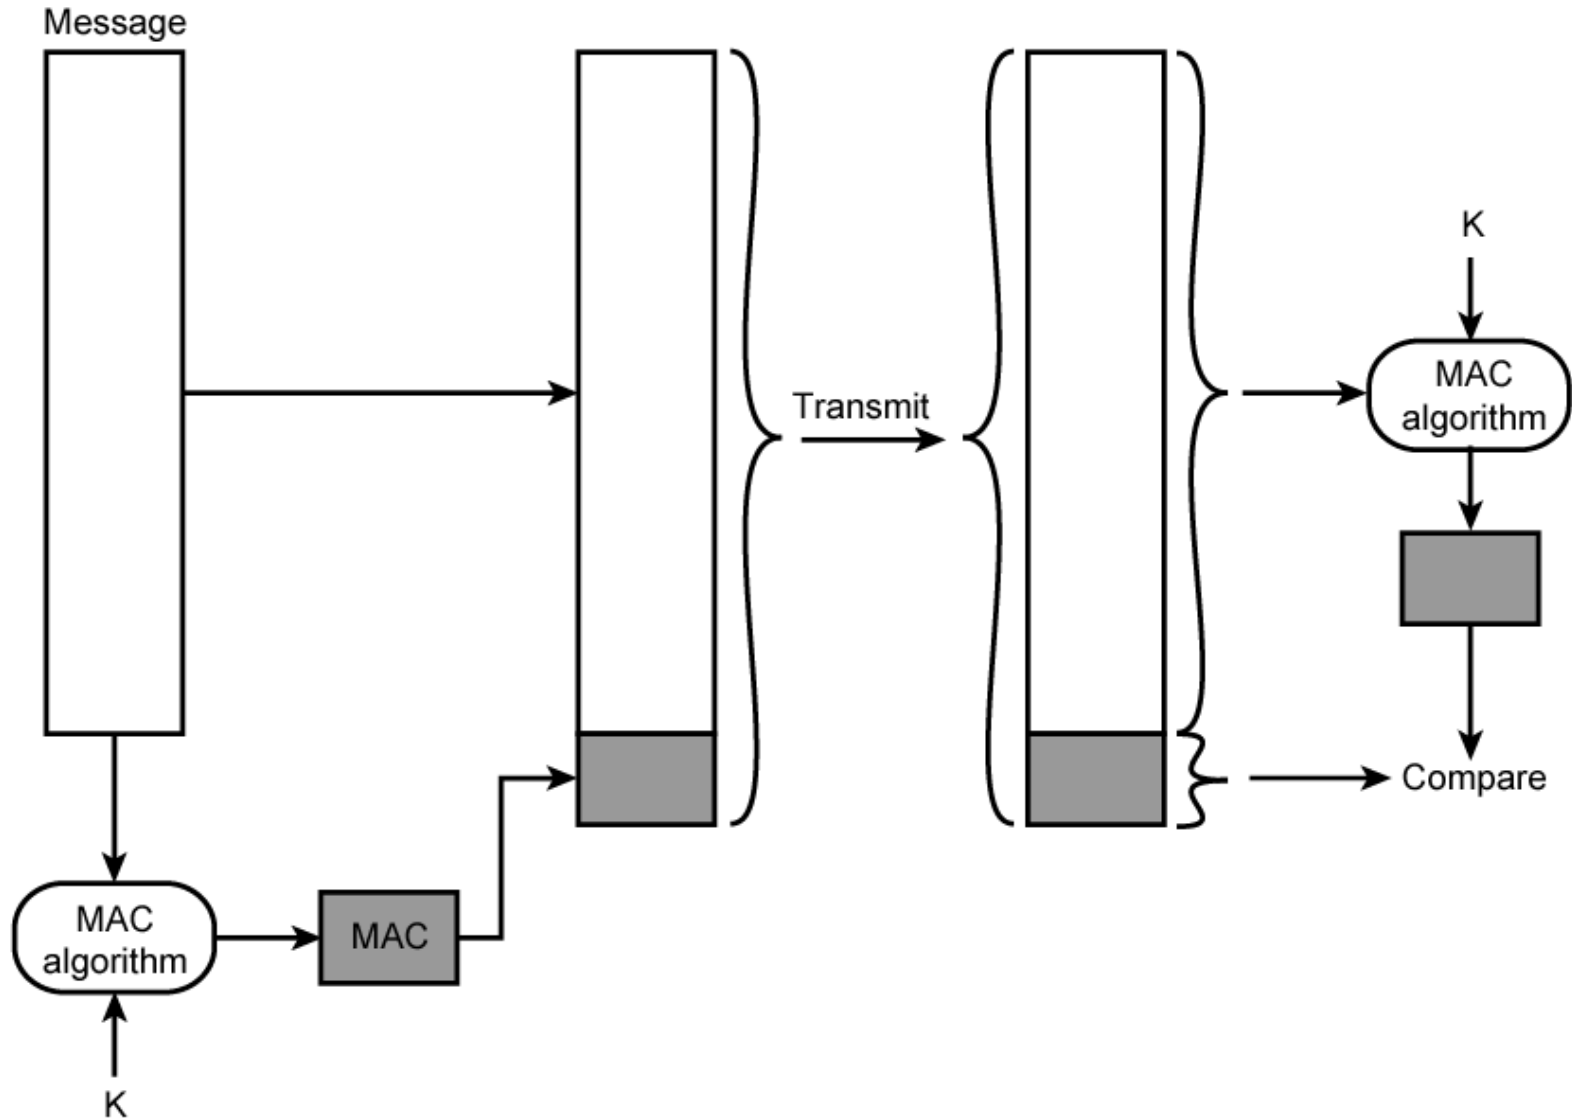 Message
K
MAC
algorithm
Transmit
Compare
MAC
algorithm
MAC
K